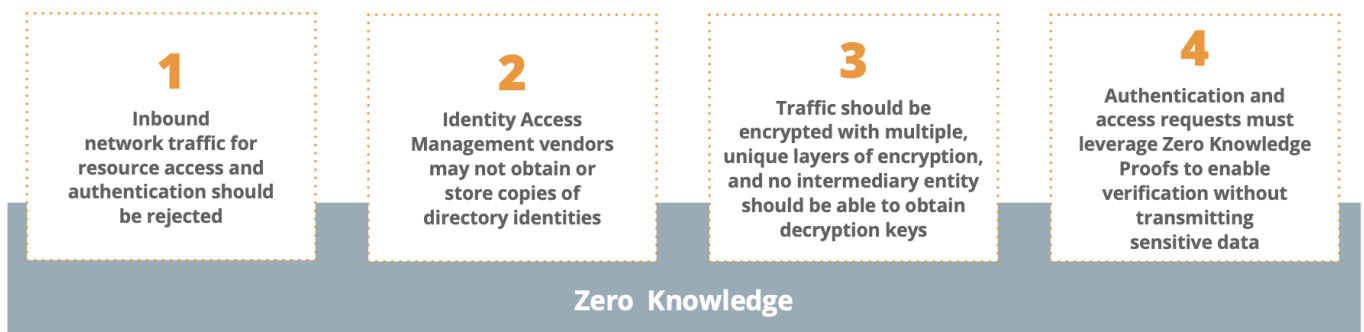 1
Inbound
network traffic for
resource access and
authentication should
be rejected
2
Identity Access
Management vendors
may not obtain or
store copies of
directory identities
3
Traffic should be
encrypted with multiple,
unique layers of encryption,
and no intermediary entity
should be able to obtain
decryption keys
4
Authentication and
access requests must
leverage Zero Knowledge
Proofs to enable
verification without
transmitting
sensitive data
Zero Knowledge